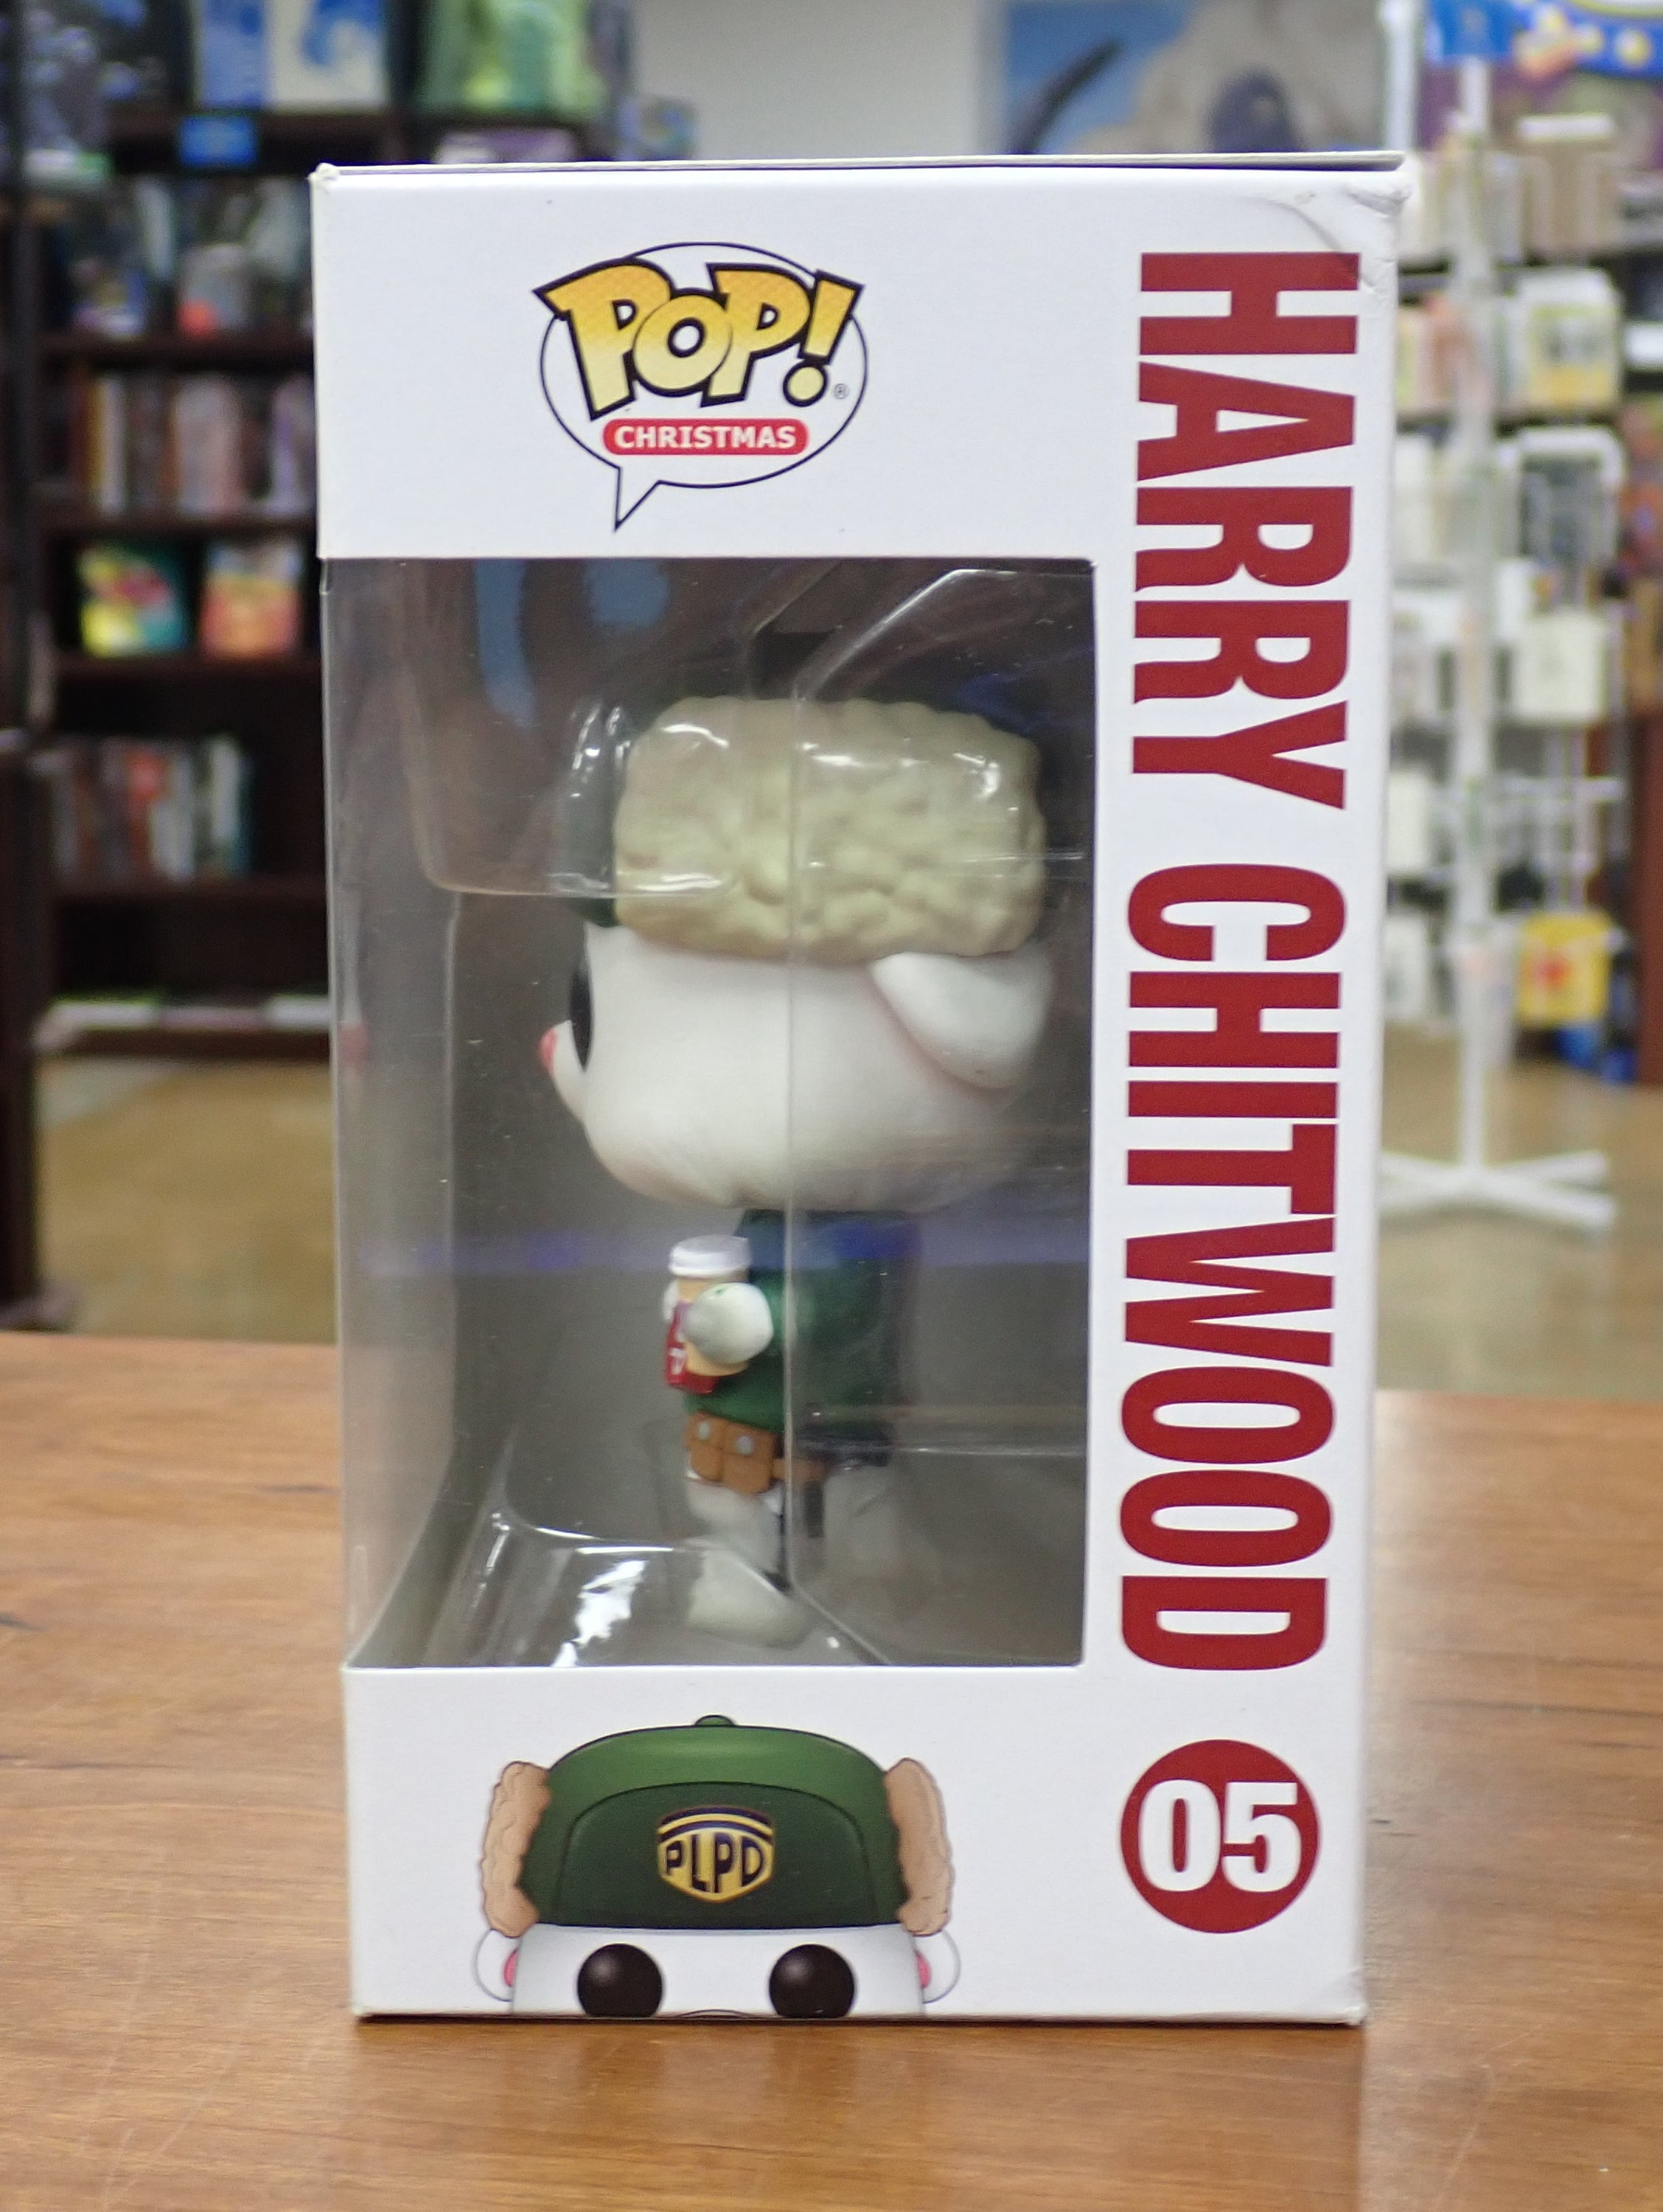 POP!
®
CHRISTMAS
HARRY CHITWOOD
PLPD
05